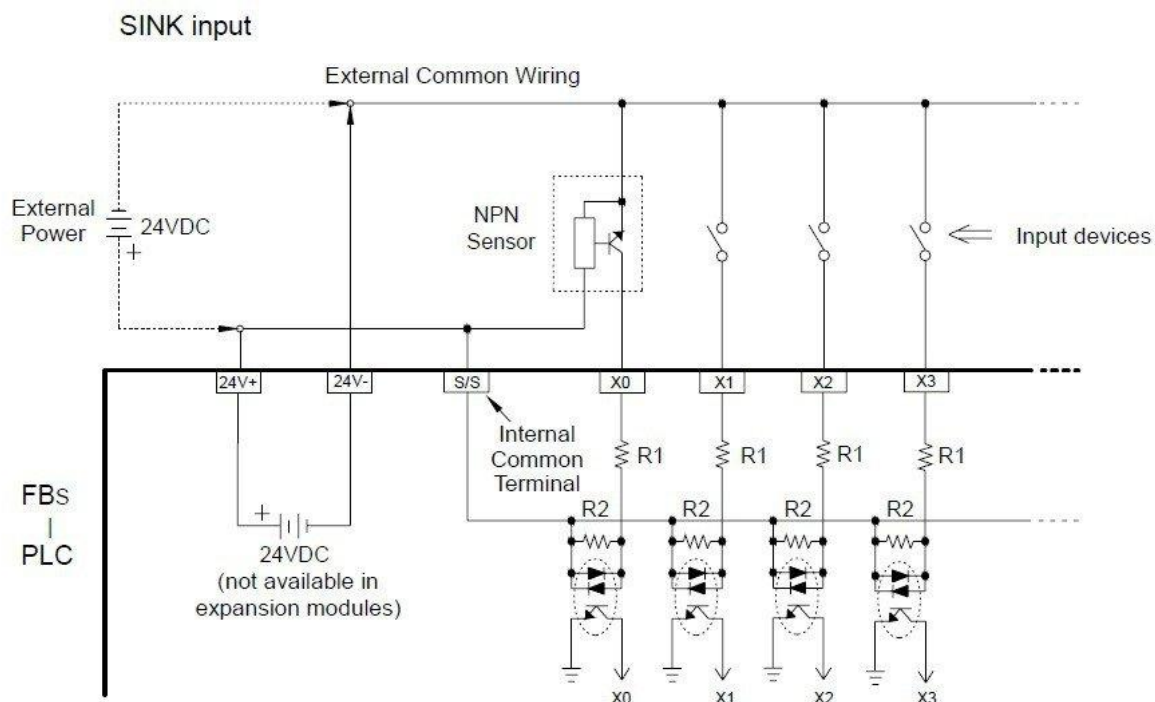 SINK input
External Common Wiring
External
Power
24VDC
+
NPN
Sensor
Input devices
24V+
24V-
S/S
X0
X1
X2
X3
Internal
Common
Terminal
R1
R1
R1
R1
FBs
PLC
+
24VDC
(not available in
expansion modules)
R2
R2
R2
R2
X0
X1
X2
X3